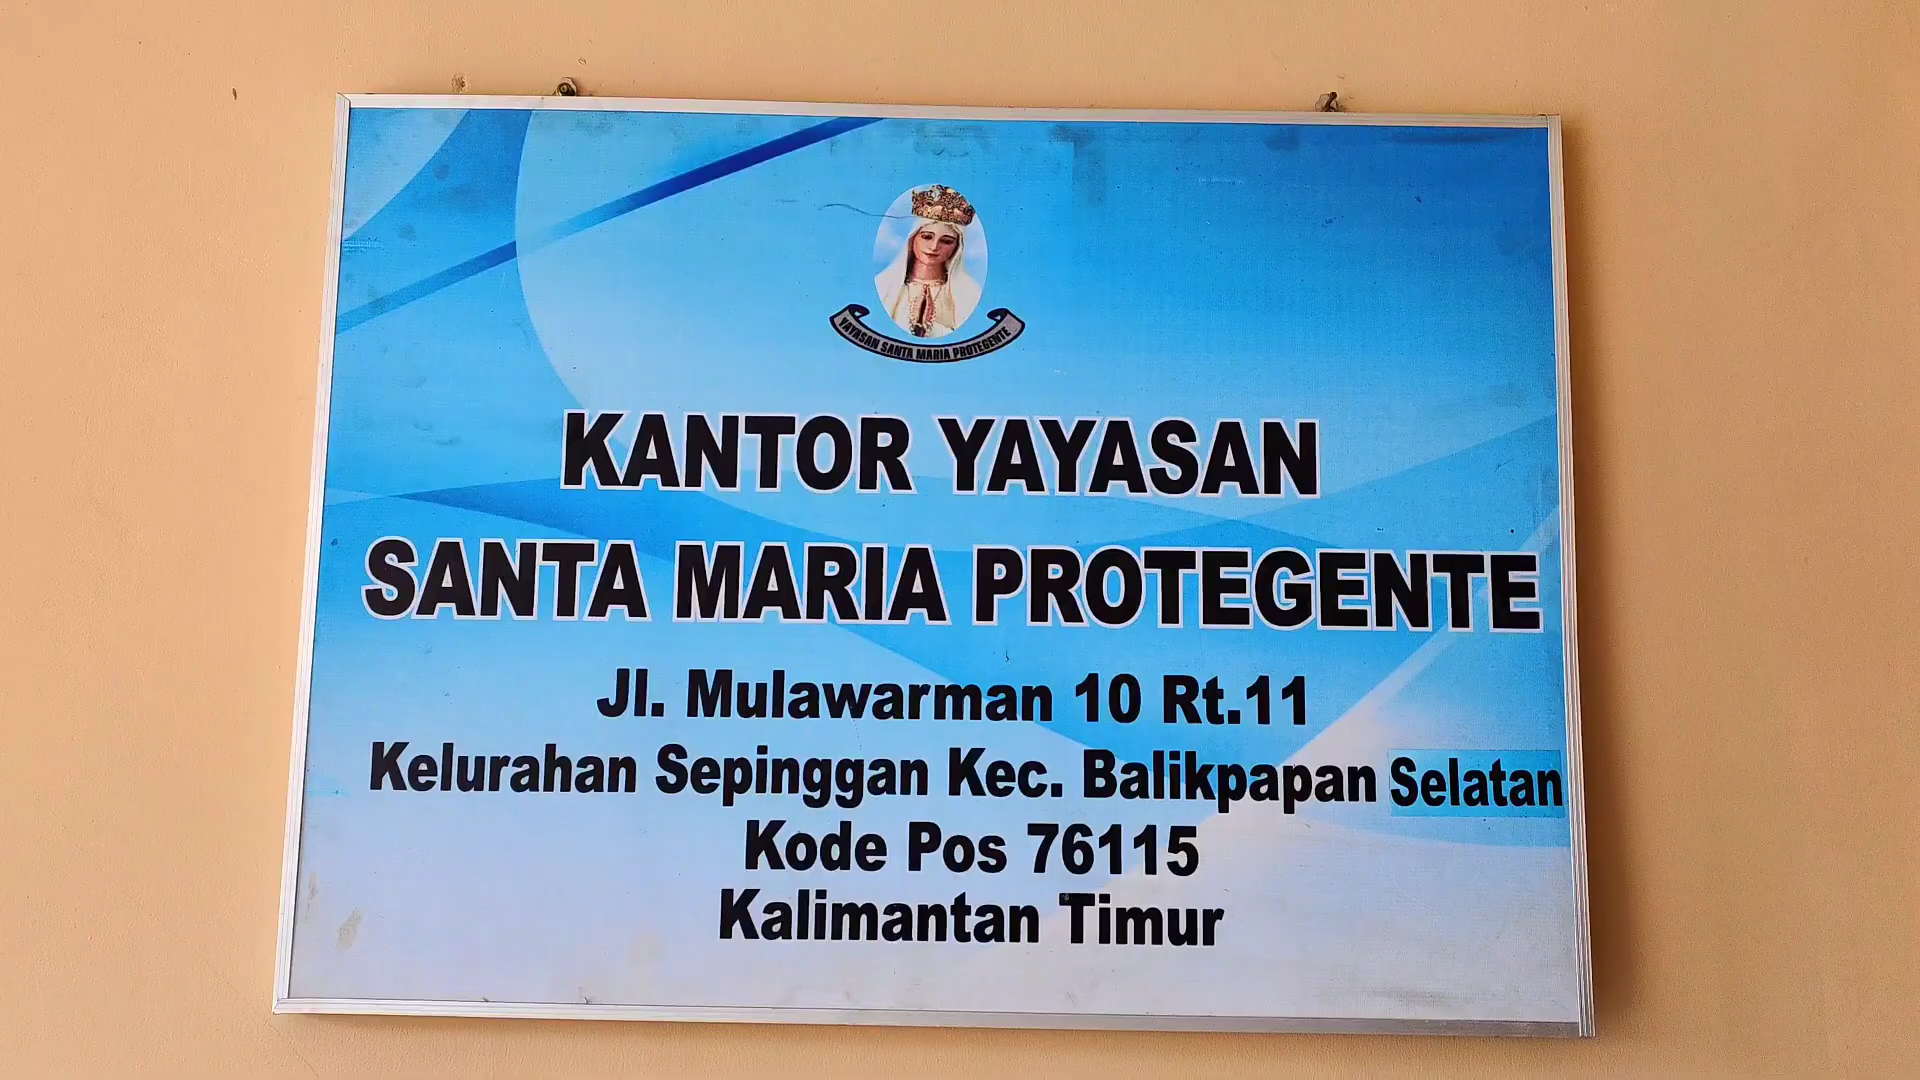 YAYASAN SANTA MARIA PROTEGENTE
KANTOR YAYASAN
SANTA MARIA PROTEGENTE
Jl. Mulawarman 10 Rt.11
Kelurahan Sepinggan Kec. Balikpapan Selatan
Kode Pos 76115
Kalimantan Timur